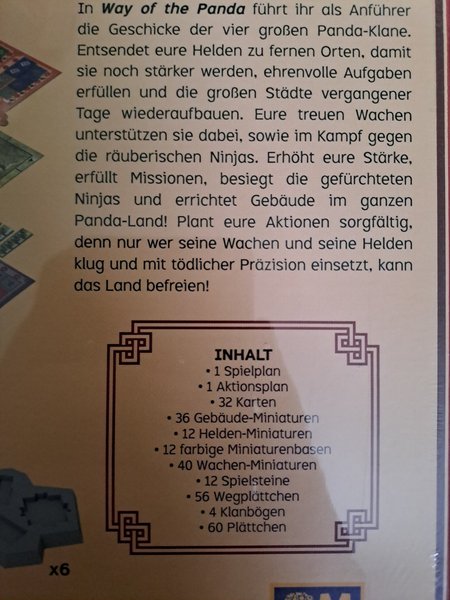 In Way of the Panda führt ihr als Anführer
die Geschicke der vier großen Panda-Klane.
Entsendet eure Helden zu fernen Orten, damit
sie noch stärker werden, ehrenvolle Aufgaben
erfüllen und die großen Städte vergangener
Tage wiederaufbauen. Eure treuen Wachen
unterstützen sie dabei, sowie im Kampf gegen
die räuberischen Ninjas. Erhöht eure Stärke,
erfüllt Missionen, besiegt die gefürchteten
Ninjas und errichtet Gebäude im ganzen
Panda-Land! Plant eure Aktionen sorgfältig,
denn nur wer seine Wachen und seine Helden
klug und mit tödlicher Präzision einsetzt, kann
das Land befreien!
INHALT
• 1 Spielplan
• 1 Aktionsplan
• 32 Karten
• 36 Gebäude-Miniaturen
• 12 Helden-Miniaturen
• 12 farbige Miniaturenbasen
• 40 Wachen-Miniaturen
• 12 Spielsteine
• 56 Wegplättchen
• 4 Klanbögen
• 60 Plättchen
x6